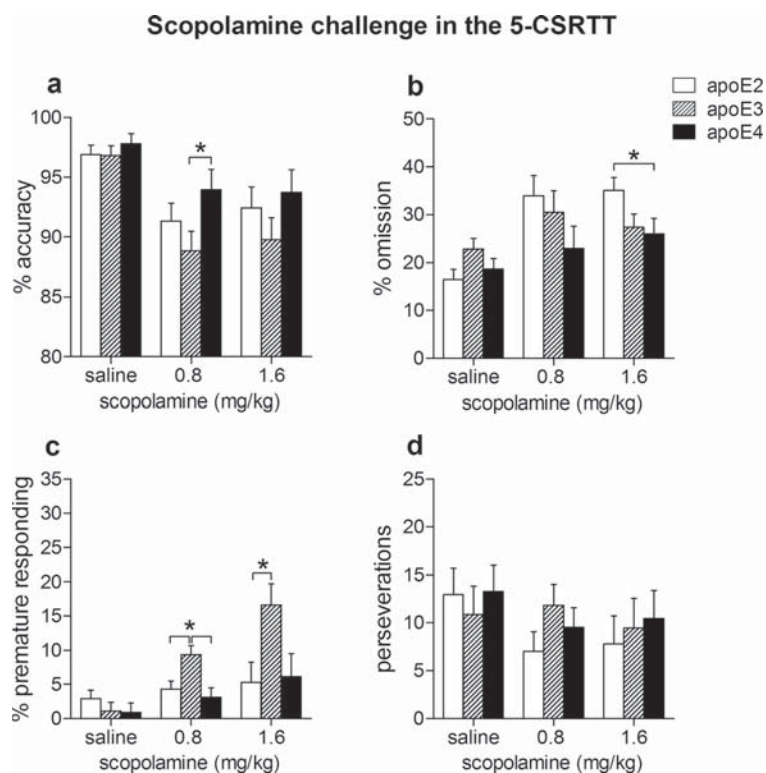 Scopolamine challenge in the 5-CSRTT
a
% accuracy
100
95
90
85
80
*
saline 0.8 1.6
scopolamine (mg/kg)
b
apoE2
apoE3
apoE4
% omission
50
40
30
20
10
0
*
saline 0.8 1.6
scopolamine (mg/kg)
c
% premature responding
35
30
25
20
15
10
5
0
*
*
saline 0.8 1.6
scopolamine (mg/kg)
d
perseverations
25
20
15
10
5
0
saline 0.8 1.6
scopolamine (mg/kg)